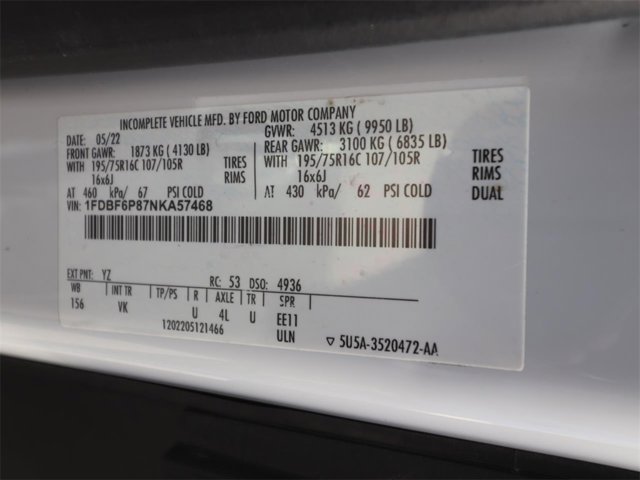 INCOMPLETE VEHICLE MFD. BY FORD MOTOR COMPANY
DATE: 05/22 GVWR: 4513 KG ( 9950 LB)
FRONT GAWR: 1873 KG ( 4130 LB) REAR GAWR: 3100 KG ( 6835 LB)
WITH 195/75R16C 107/105R TIRES WITH 195/75R16C 107/105R TIRES
16x6J RIMS 16x6J RIMS
AT 460 kPa/ 67 PSI COLD AT 430 kPa/ 62 PSI COLD DUAL
VIN: 1FDBF6P87NKA57468
EXT PNT: YZ RC: 53 DSO: 4936
WB INT TR TP/PS R AXLE TR SPR
156 VK U 4L U EE11
1202205121466 ULN ▽ 5U5A-3520472-AA